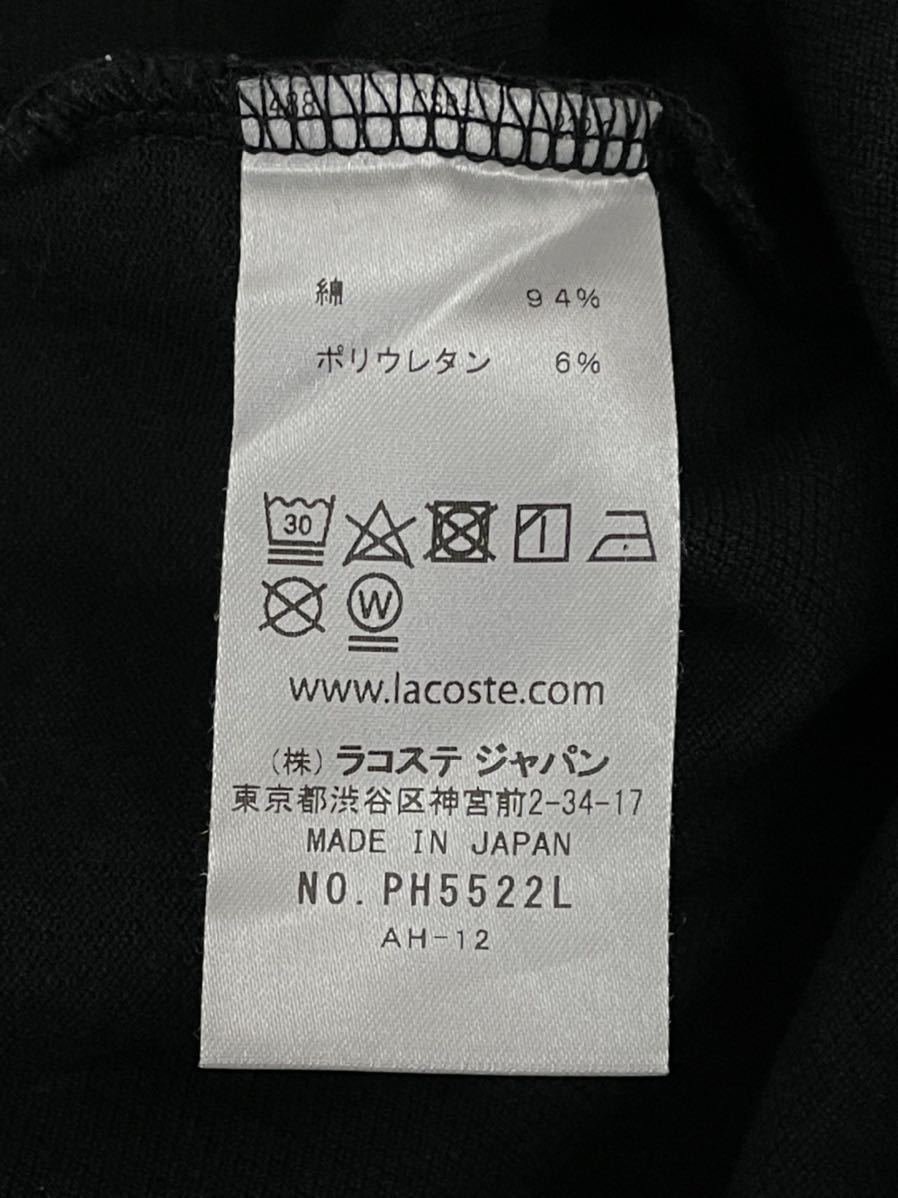 綿 94%
ポリウレタン 6%
30
W
www.lacoste.com
(株) ラコステ ジャパン
東京都渋谷区神宮前2-34-17
MADE IN JAPAN
NO. PH5522L
AH-12